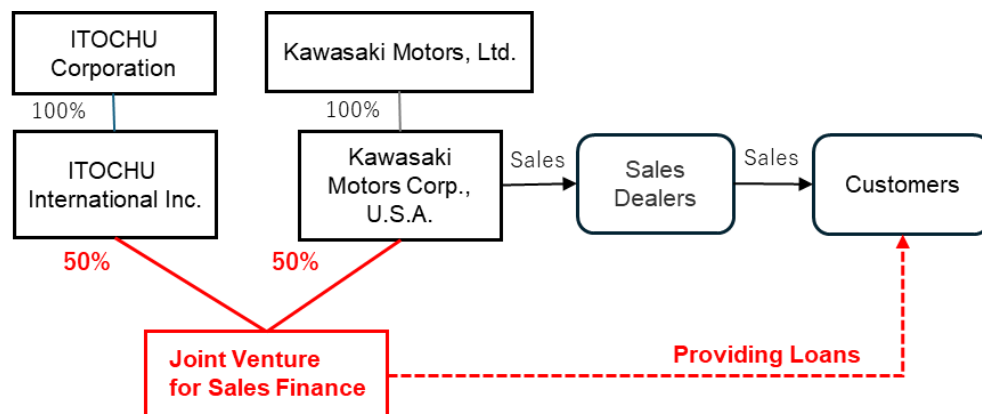 ITOCHU
Corporation
Kawasaki Motors, Ltd.
100%
100%
ITOCHU
International Inc.
Kawasaki
Motors Corp.,
U.S.A.
Sales
Sales
Dealers
Sales
Customers
50%
50%
Joint Venture
for Sales Finance
Providing Loans